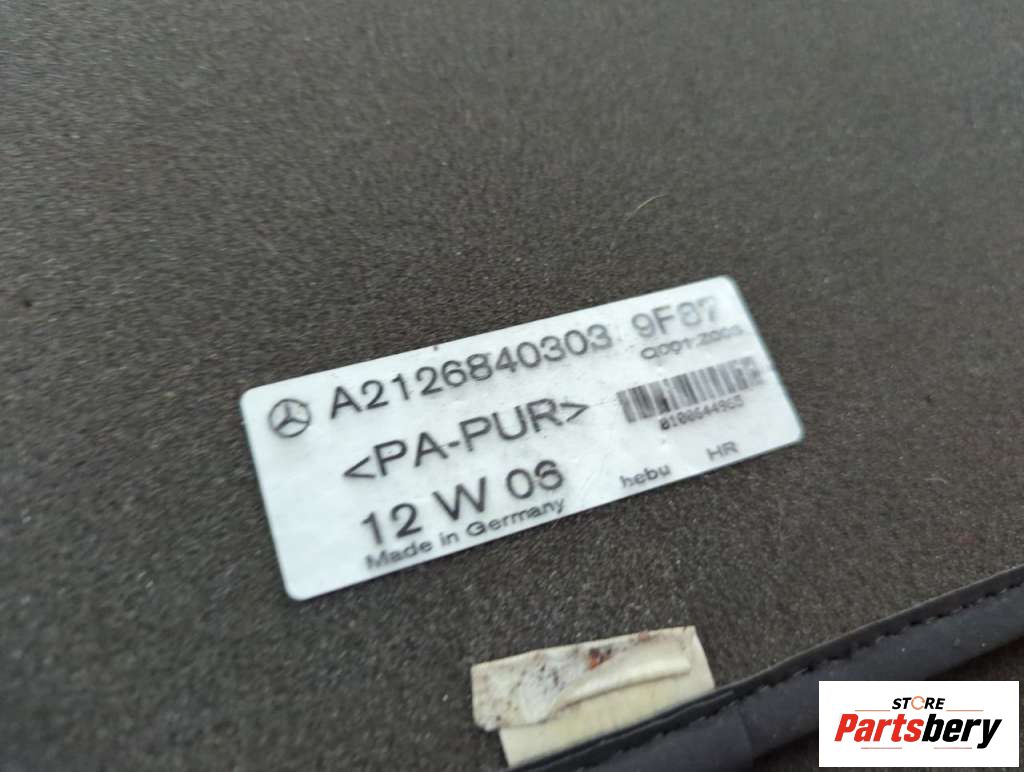 A2126840303 9F87
<PA-PUR>
12 W 06
Made in Germany
hebu HR
STORE
Partsbery